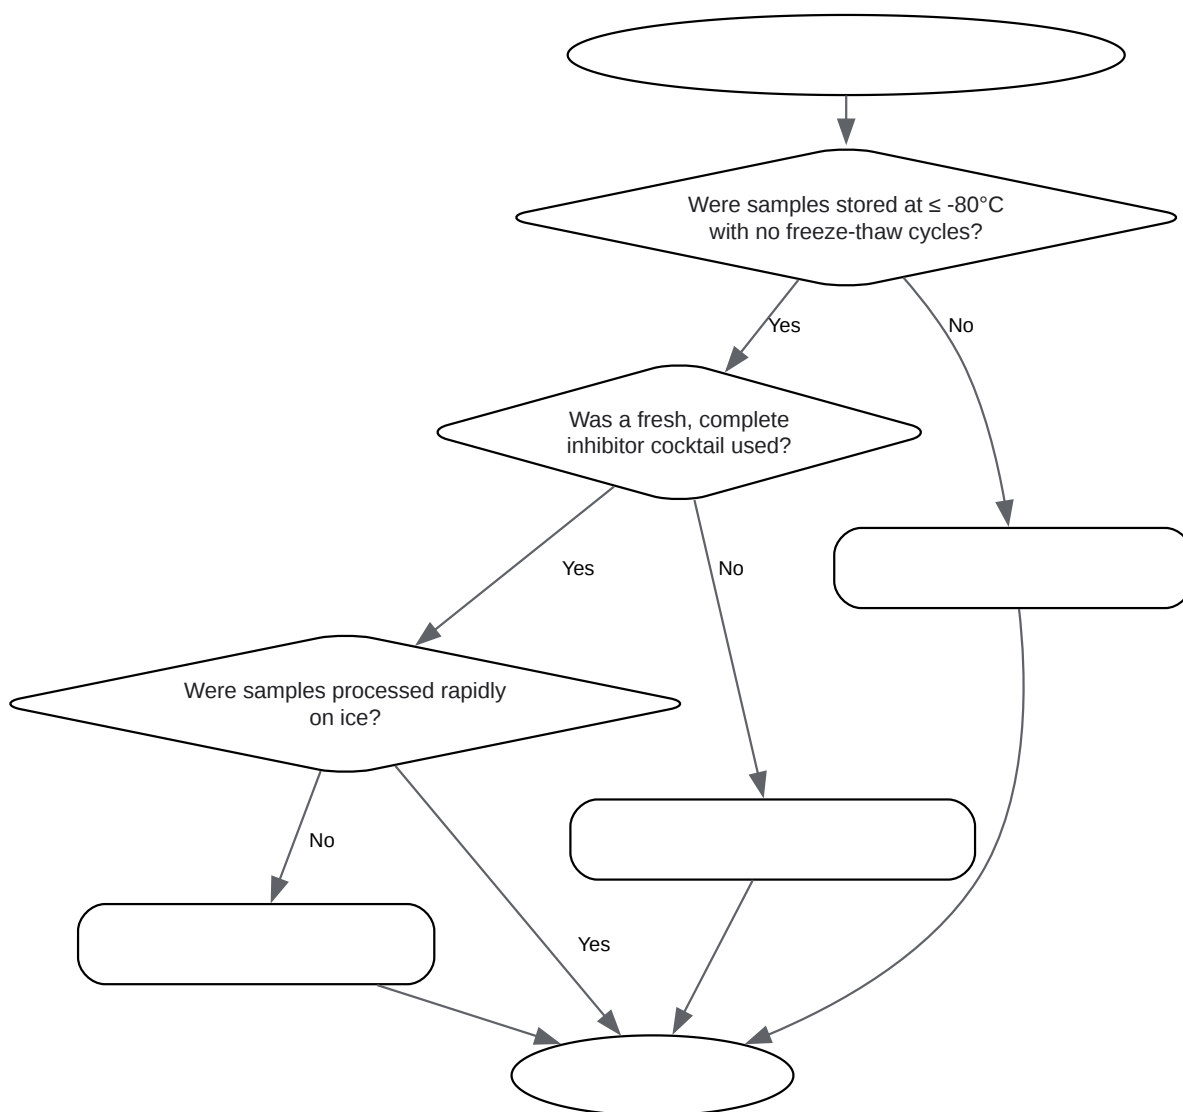 Were samples stored at ≤ -80°C
with no freeze-thaw cycles?
Yes
No
Was a fresh, complete
inhibitor cocktail used?
Yes
No
Were samples processed rapidly
on ice?
No
Yes